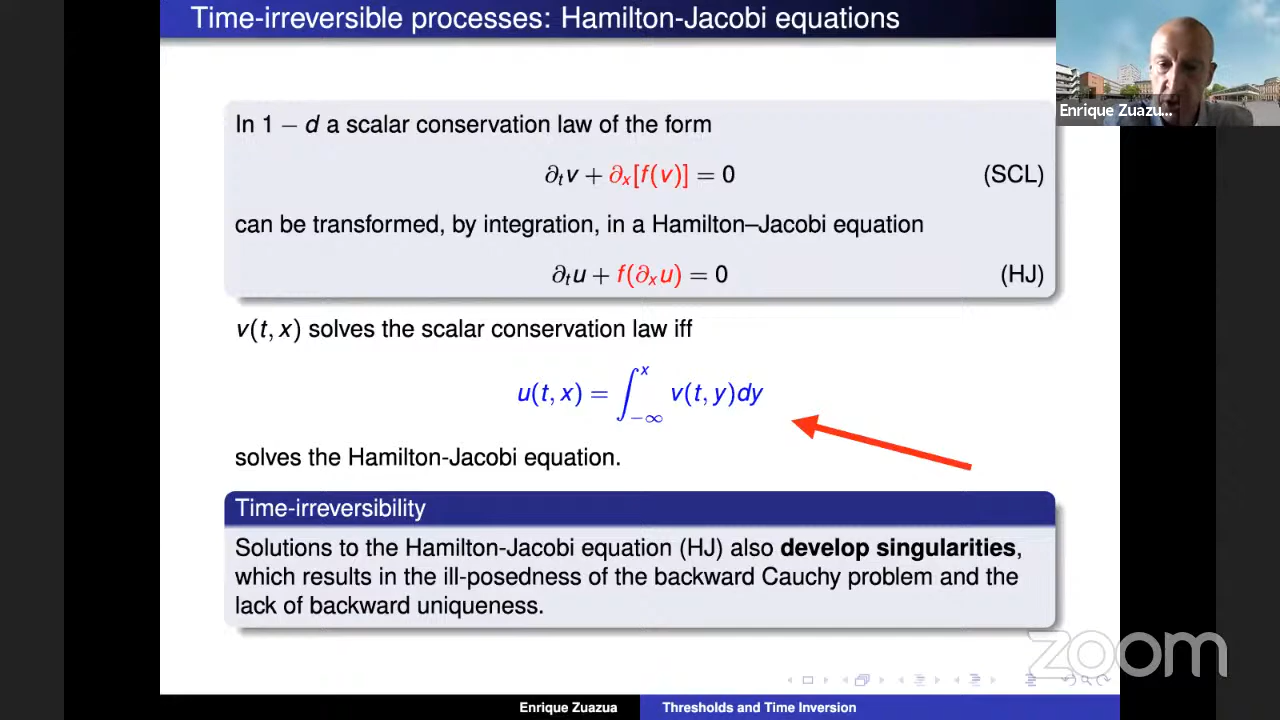 Time-irreversible processes: Hamilton-Jacobi equations
Enrique Zuazu...
In 1 − d a scalar conservation law of the form
∂ₜv + ∂ₓ[f(v)] = 0 (SCL)
can be transformed, by integration, in a Hamilton–Jacobi equation
∂ₜu + f(∂ₓu) = 0 (HJ)
v(t, x) solves the scalar conservation law iff
u(t, x) = ∫_{−∞}^{x} v(t, y)dy
solves the Hamilton-Jacobi equation.
Time-irreversibility
Solutions to the Hamilton-Jacobi equation (HJ) also develop singularities,
which results in the ill-posedness of the backward Cauchy problem and the
lack of backward uniqueness.
zoom
Enrique Zuazua Thresholds and Time Inversion